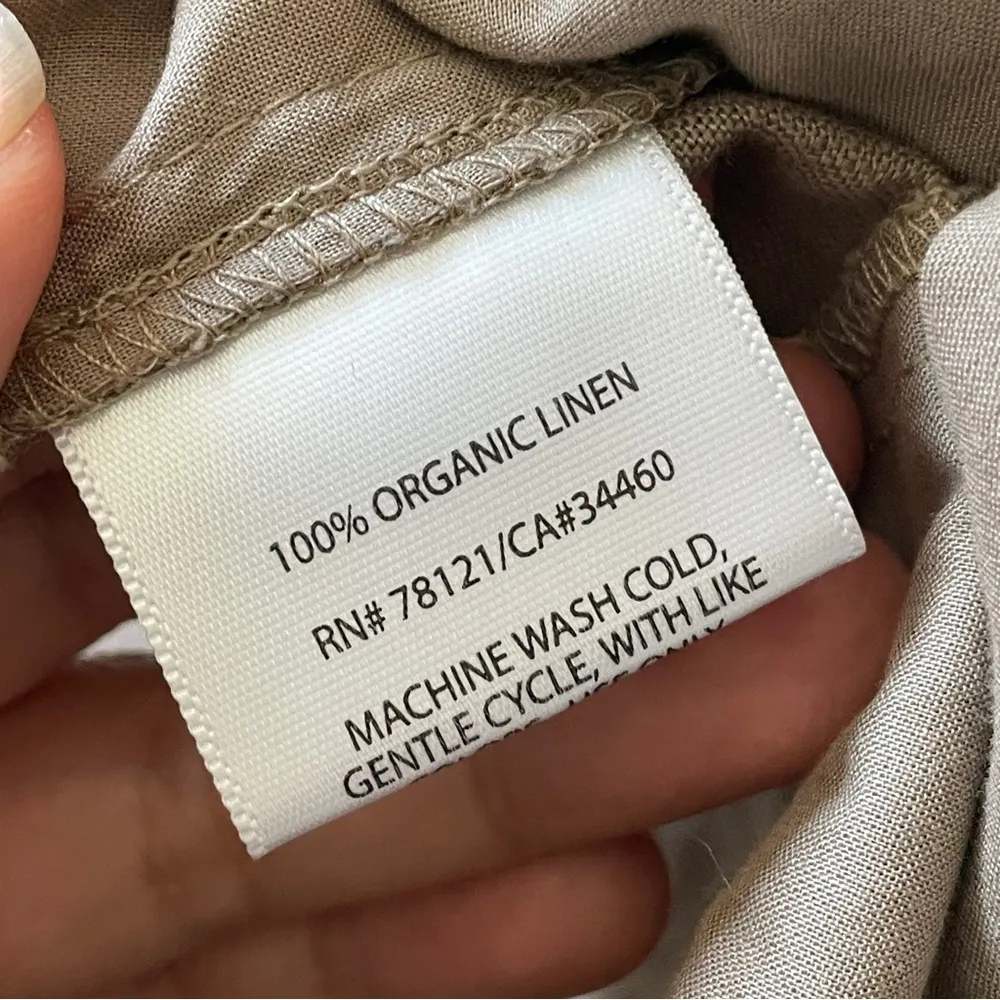 100% ORGANIC LINEN
RN# 78121/CA#34460
MACHINE WASH COLD,
GENTLE CYCLE, WITH LIKE